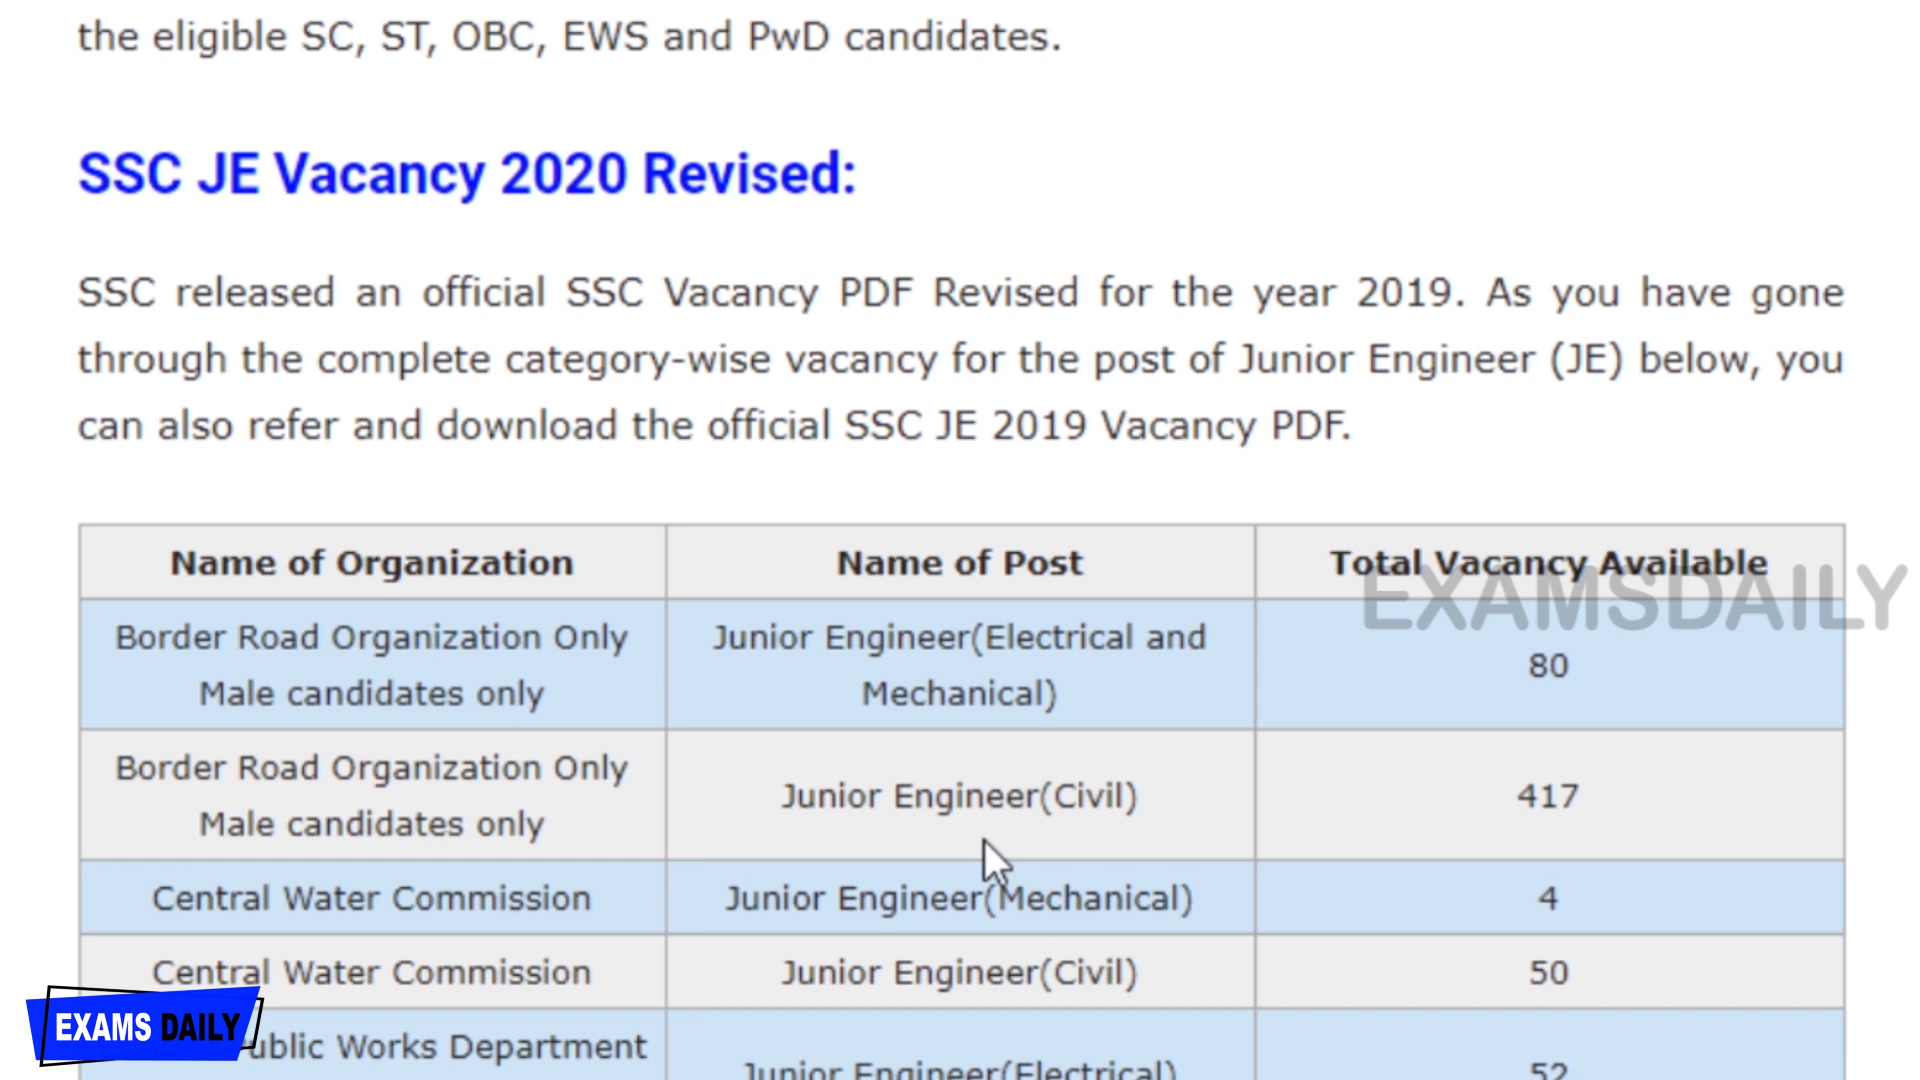 the eligible SC, ST, OBC, EWS and PwD candidates.
SSC JE Vacancy 2020 Revised:
SSC released an official SSC Vacancy PDF Revised for the year 2019. As you have gone
through the complete category-wise vacancy for the post of Junior Engineer (JE) below, you
can also refer and download the official SSC JE 2019 Vacancy PDF.
Name of Organization Name of Post Total Vacancy Available
EXAMSDAILY
Border Road Organization Only
Male candidates only
Junior Engineer(Electrical and
Mechanical)
80
Border Road Organization Only
Male candidates only
Junior Engineer(Civil)
417
Central Water Commission Junior Engineer(Mechanical) 4
Central Water Commission Junior Engineer(Civil) 50
Works Department
Junior Engineer(Electrical) 52
EXAMS DAILY